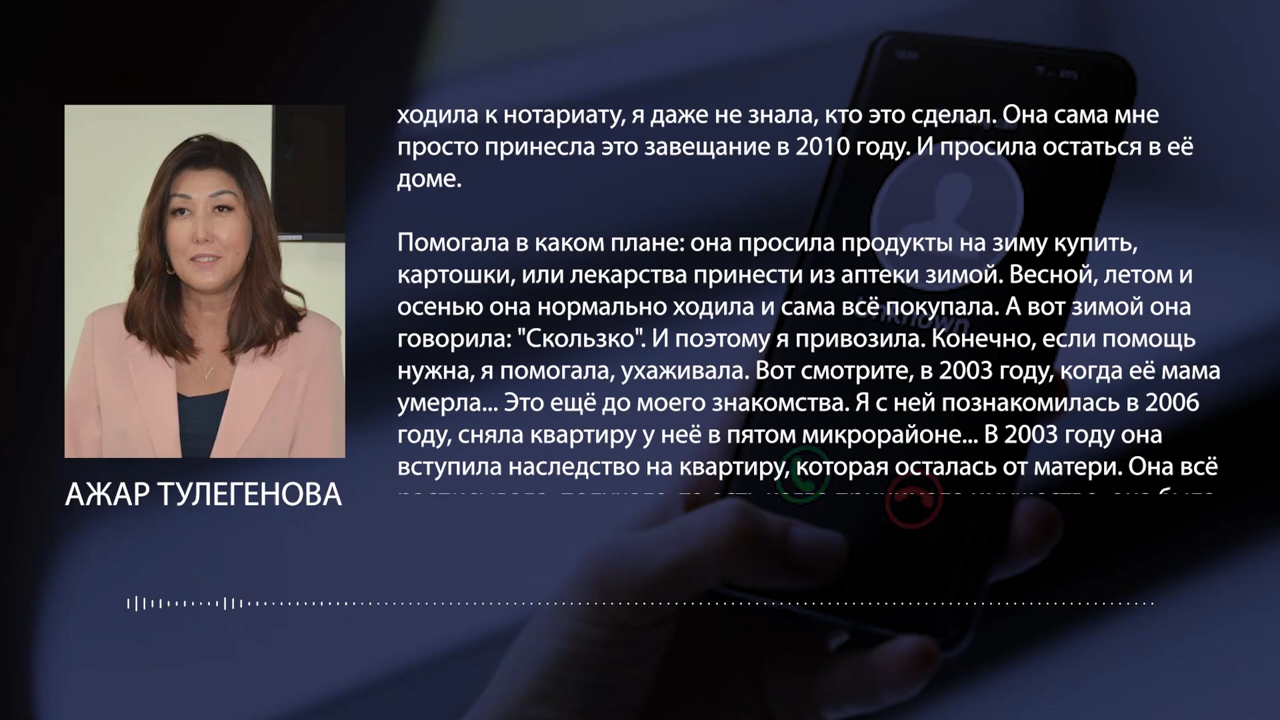 ходила к нотариату, я даже не знала, кто это сделал. Она сама мне
просто принесла это завещание в 2010 году. И просила остаться в её
доме.
Помогала в каком плане: она просила продукты на зиму купить,
картошки, или лекарства принести из аптеки зимой. Весной, летом и
осенью она нормально ходила и сама всё покупала. А вот зимой она
говорила: "Скользко". И поэтому я привозила. Конечно, если помощь
нужна, я помогала, ухаживала. Вот смотрите, в 2003 году, когда её мама
умерла... Это ещё до моего знакомства. Я с ней познакомилась в 2006
году, сняла квартиру у неё в пятом микрорайоне... В 2003 году она
вступила наследство на квартиру, которая осталась от матери. Она всё
АЖАР ТУЛЕГЕНОВА
Unknown